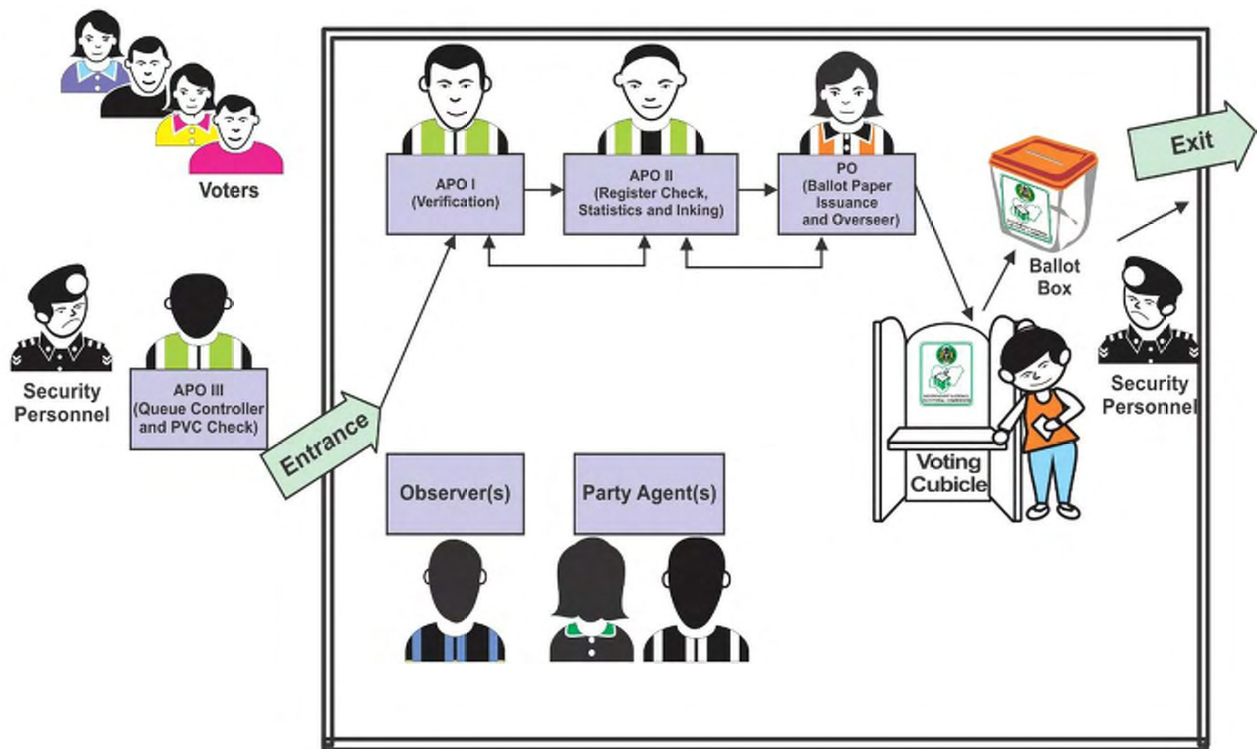 Voters
APO I
(Verification)
APO II
(Register Check,
Statistics and Inking)
PO
(Ballot Paper
Issuance
and Overseer)
Exit
Ballot
Box
Security
Personnel
APO III
(Queue Controller
and PVC Check)
Entrance
Security
Personnel
Voting
Cubicle
Observer(s)
Party Agent(s)